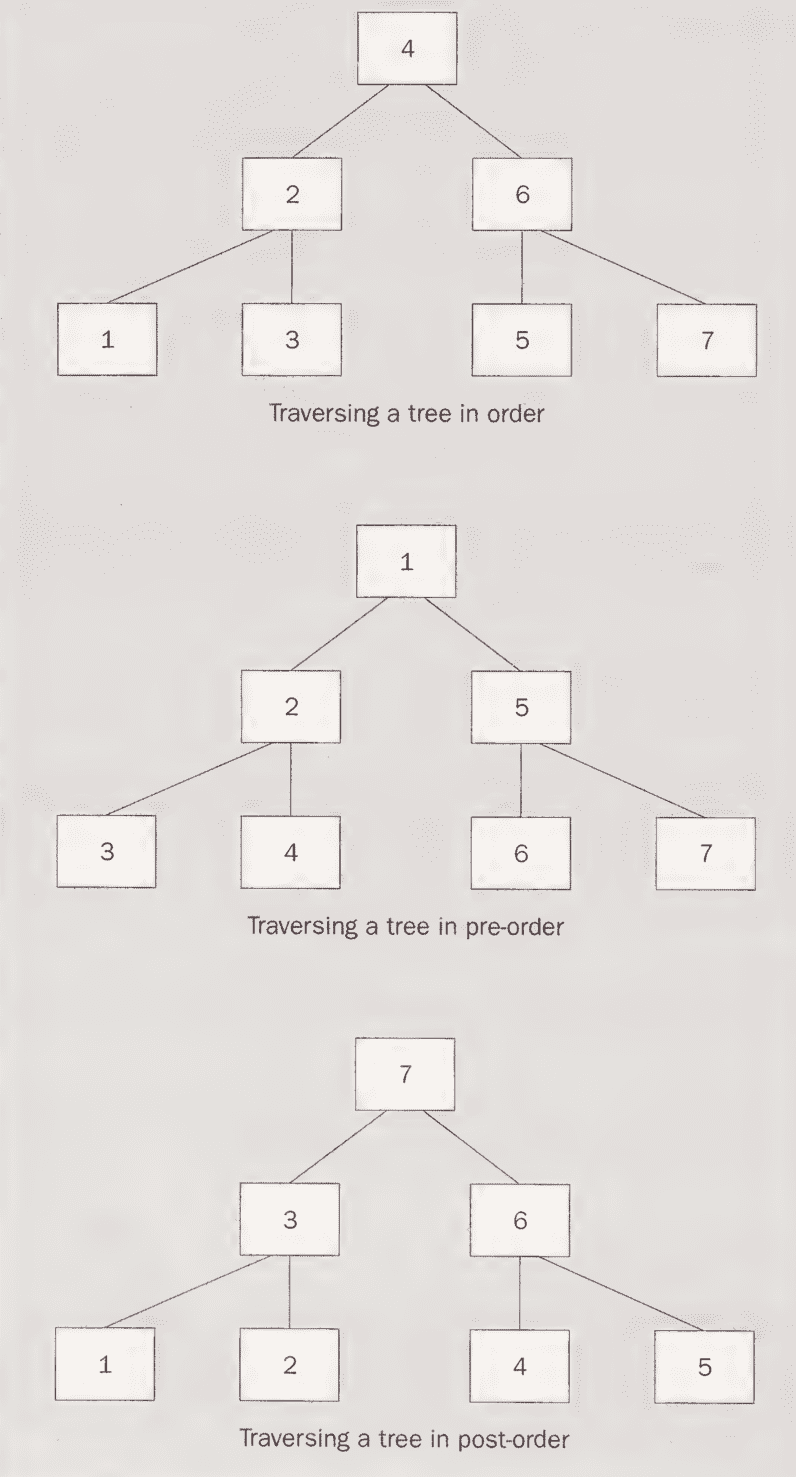 4
2 6
1 3 5 7
Traversing a tree in order
1
2 5
3 4 6 7
Traversing a tree in pre-order
7
3 6
1 2 4 5
Traversing a tree in post-order